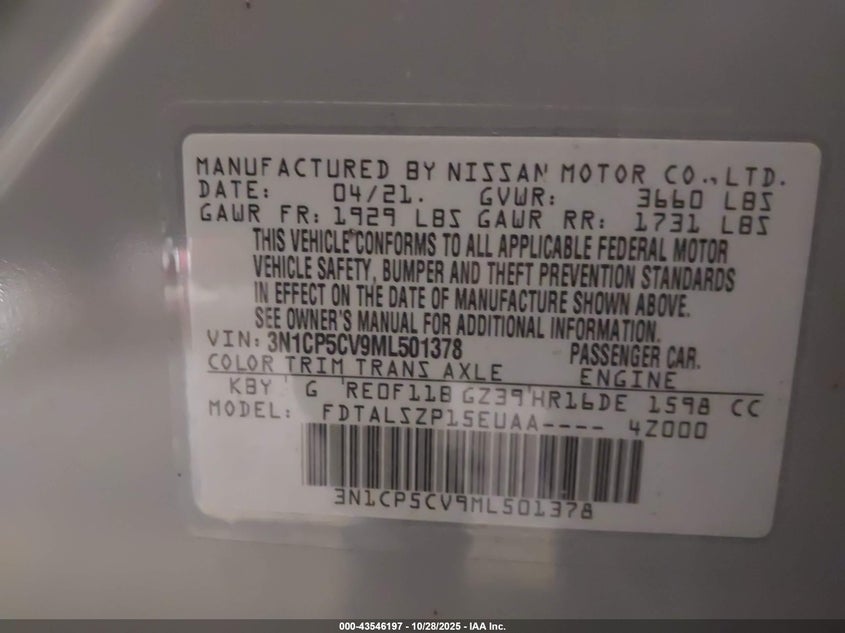 MANUFACTURED BY NISSAN MOTOR CO.,LTD.
DATE: 04/21. GVWR: 3660 LBS
GAWR FR: 1929 LBS GAWR RR: 1731 LBS
THIS VEHICLE CONFORMS TO ALL APPLICABLE FEDERAL MOTOR
VEHICLE SAFETY, BUMPER AND THEFT PREVENTION STANDARDS
IN EFFECT ON THE DATE OF MANUFACTURE SHOWN ABOVE.
SEE OWNER'S MANUAL FOR ADDITIONAL INFORMATION.
VIN: 3N1CP5CV9ML501378 PASSENGER CAR.
COLOR TRIM TRANS AXLE ENGINE
KBY G RE0F11B GZ39 HR16DE 1598 CC
MODEL: FDTALSZP15EUAA---- 4Z000
3N1CP5CV9ML501378
000-43546197 - 10/28/2025 - IAA Inc.